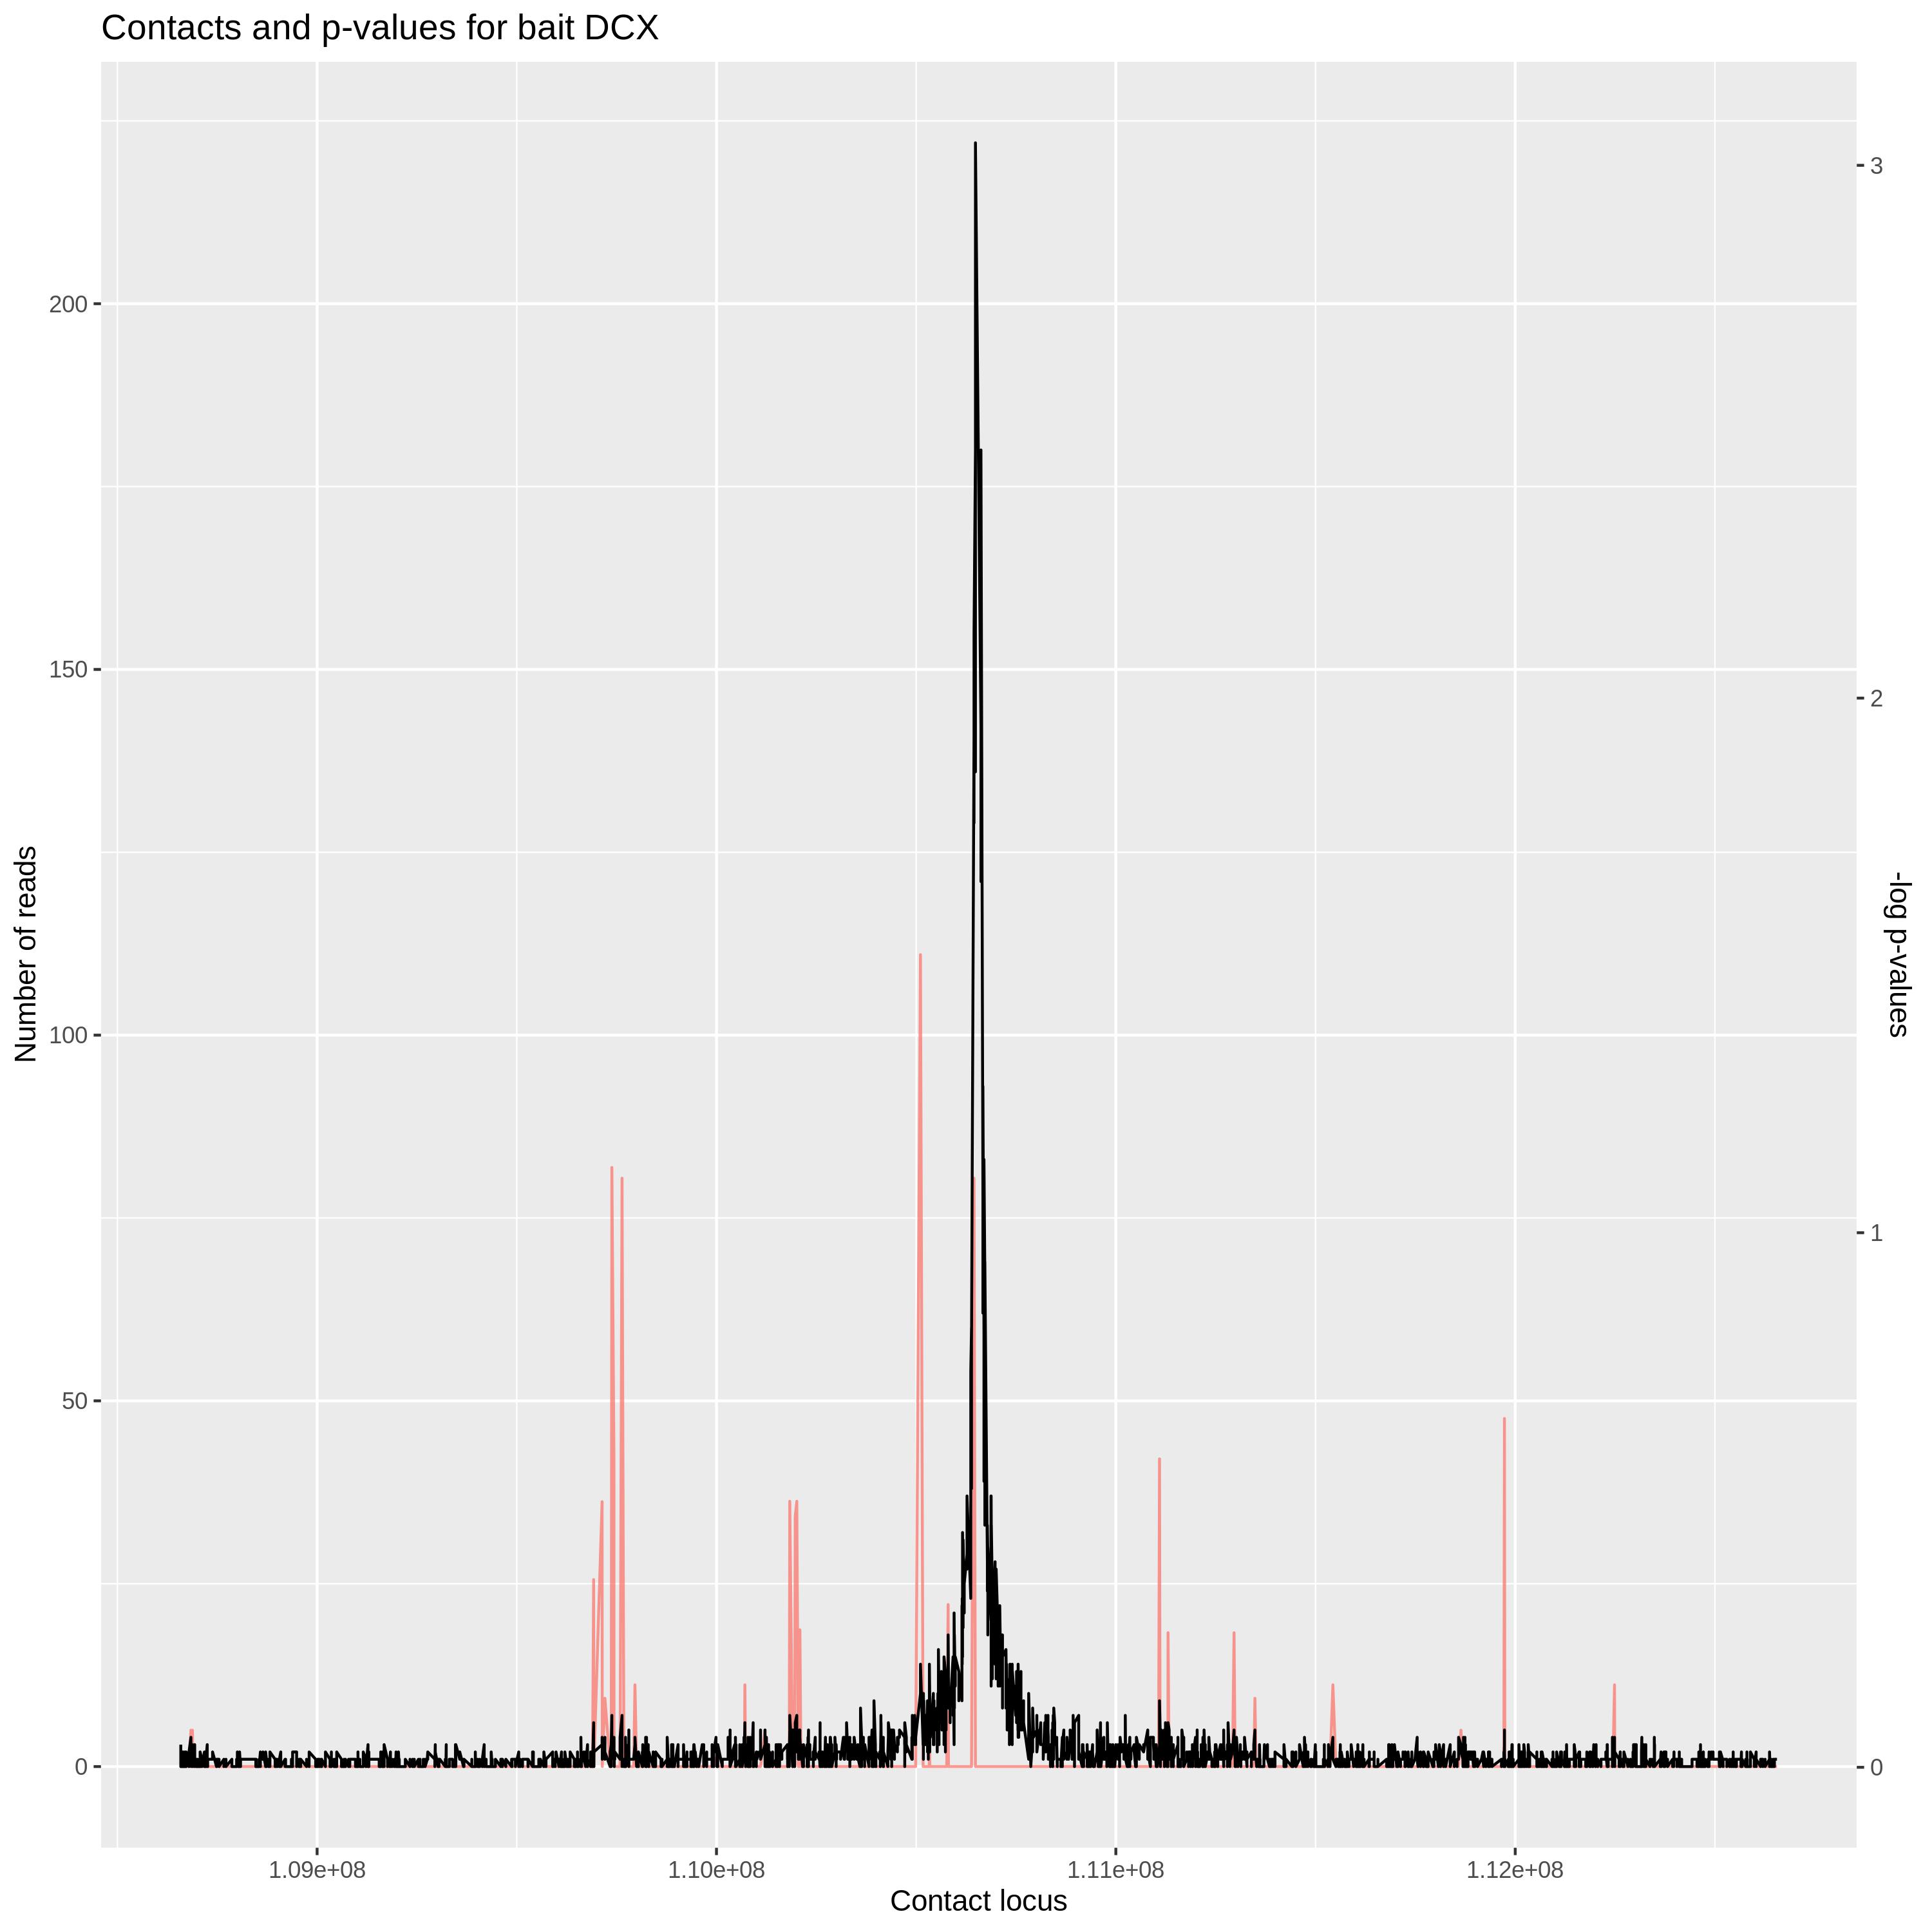 Contacts and p-values for bait DCX
Number of reads
200
150
100
50
0
3
2
1
0
-log p-values
1.09e+08
1.10e+08
1.11e+08
1.12e+08
Contact locus